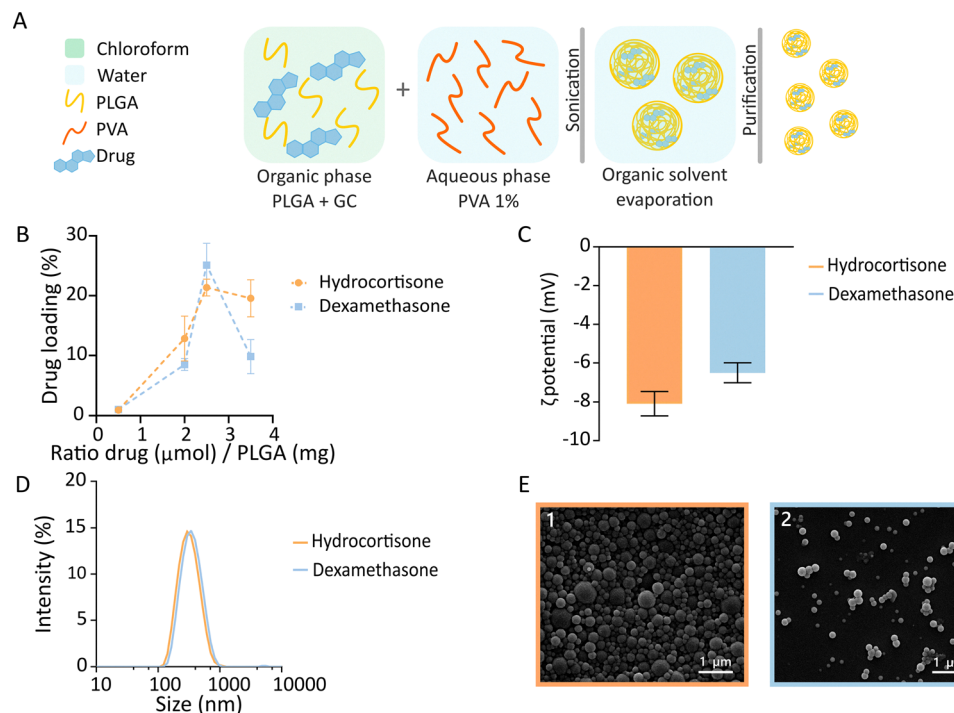 A
Chloroform
Water
PLGA
PVA
Drug
+
Organic phase
PLGA + GC
Aqueous phase
PVA 1%
Sonication
Organic solvent
evaporation
Purification
B
Drug loading (%)
30
20
10
0
0 1 2 3 4
Ratio drug (μmol) / PLGA (mg)
Hydrocortisone
Dexamethasone
C
ζpotential (mV)
0
-2
-4
-6
-8
-10
Hydrocortisone
Dexamethasone
D
Intensity (%)
20
15
10
5
0
10 100 1000 10000
Size (nm)
Hydrocortisone
Dexamethasone
E
1
1 μm
2
1 μm